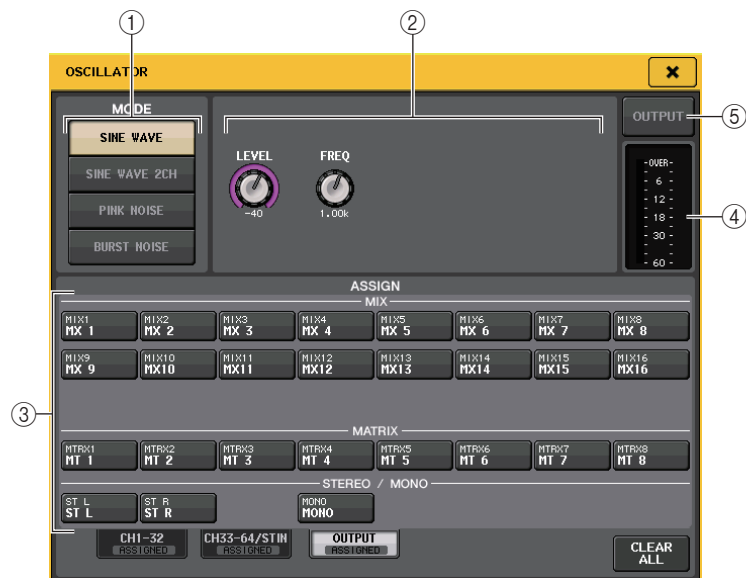 ① ②
OSCILLATOR ×
MODE OUTPUT ⑤
SINE WAVE
SINE WAVE 2CH
PINK NOISE
BURST NOISE
LEVEL FREQ
-40 1.00k
-OVER-
- 6 -
- 12 -
- 18 - ④
- 30 -
- 60 -
ASSIGN
MIX
MIX1 MIX2 MIX3 MIX4 MIX5 MIX6 MIX7 MIX8
MX 1 MX 2 MX 3 MX 4 MX 5 MX 6 MX 7 MX 8
MIX9 MIX10 MIX11 MIX12 MIX13 MIX14 MIX15 MIX16
MX 9 MX10 MX11 MX12 MX13 MX14 MX15 MX16
③
MATRIX
MTRX1 MTRX2 MTRX3 MTRX4 MTRX5 MTRX6 MTRX7 MTRX8
MT 1 MT 2 MT 3 MT 4 MT 5 MT 6 MT 7 MT 8
STEREO / MONO
ST L ST R MONO
ST L ST R MONO
CH1-32 CH33-64/STIN OUTPUT
ASSIGNED ASSIGNED ASSIGNED
CLEAR
ALL